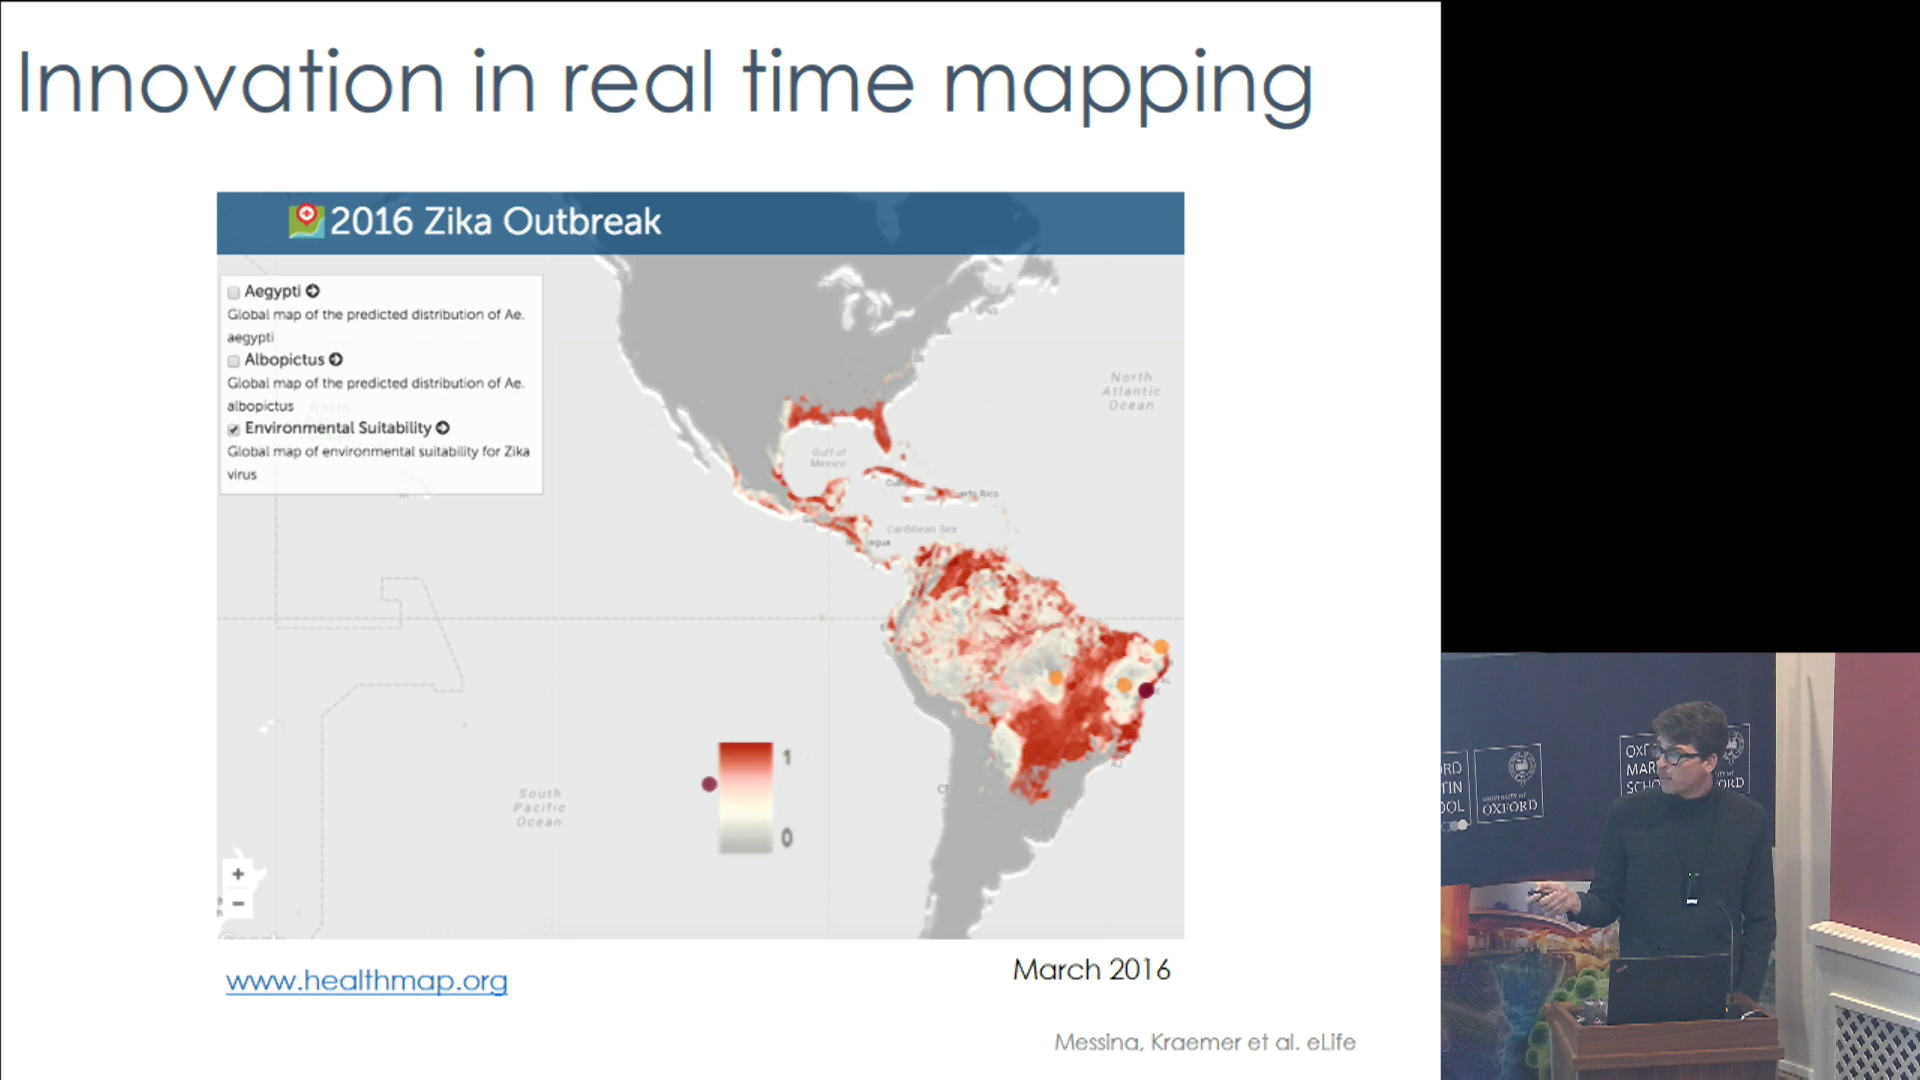 Innovation in real time mapping
2016 Zika Outbreak
Aegypti
Global map of the predicted distribution of Ae.
aegypti
Albopictus
Global map of the predicted distribution of Ae.
albopictus
Environmental Suitability
Global map of environmental suitability for Zika
virus
North
Atlantic
Ocean
Gulf of
Mexico
Puerto Rico
Caribbean Sea
South
Pacific
Ocean
1
0
+
−
www.healthmap.org
March 2016
Messina, Kraemer et al. eLife
UNIVERSITY OF
OXFORD